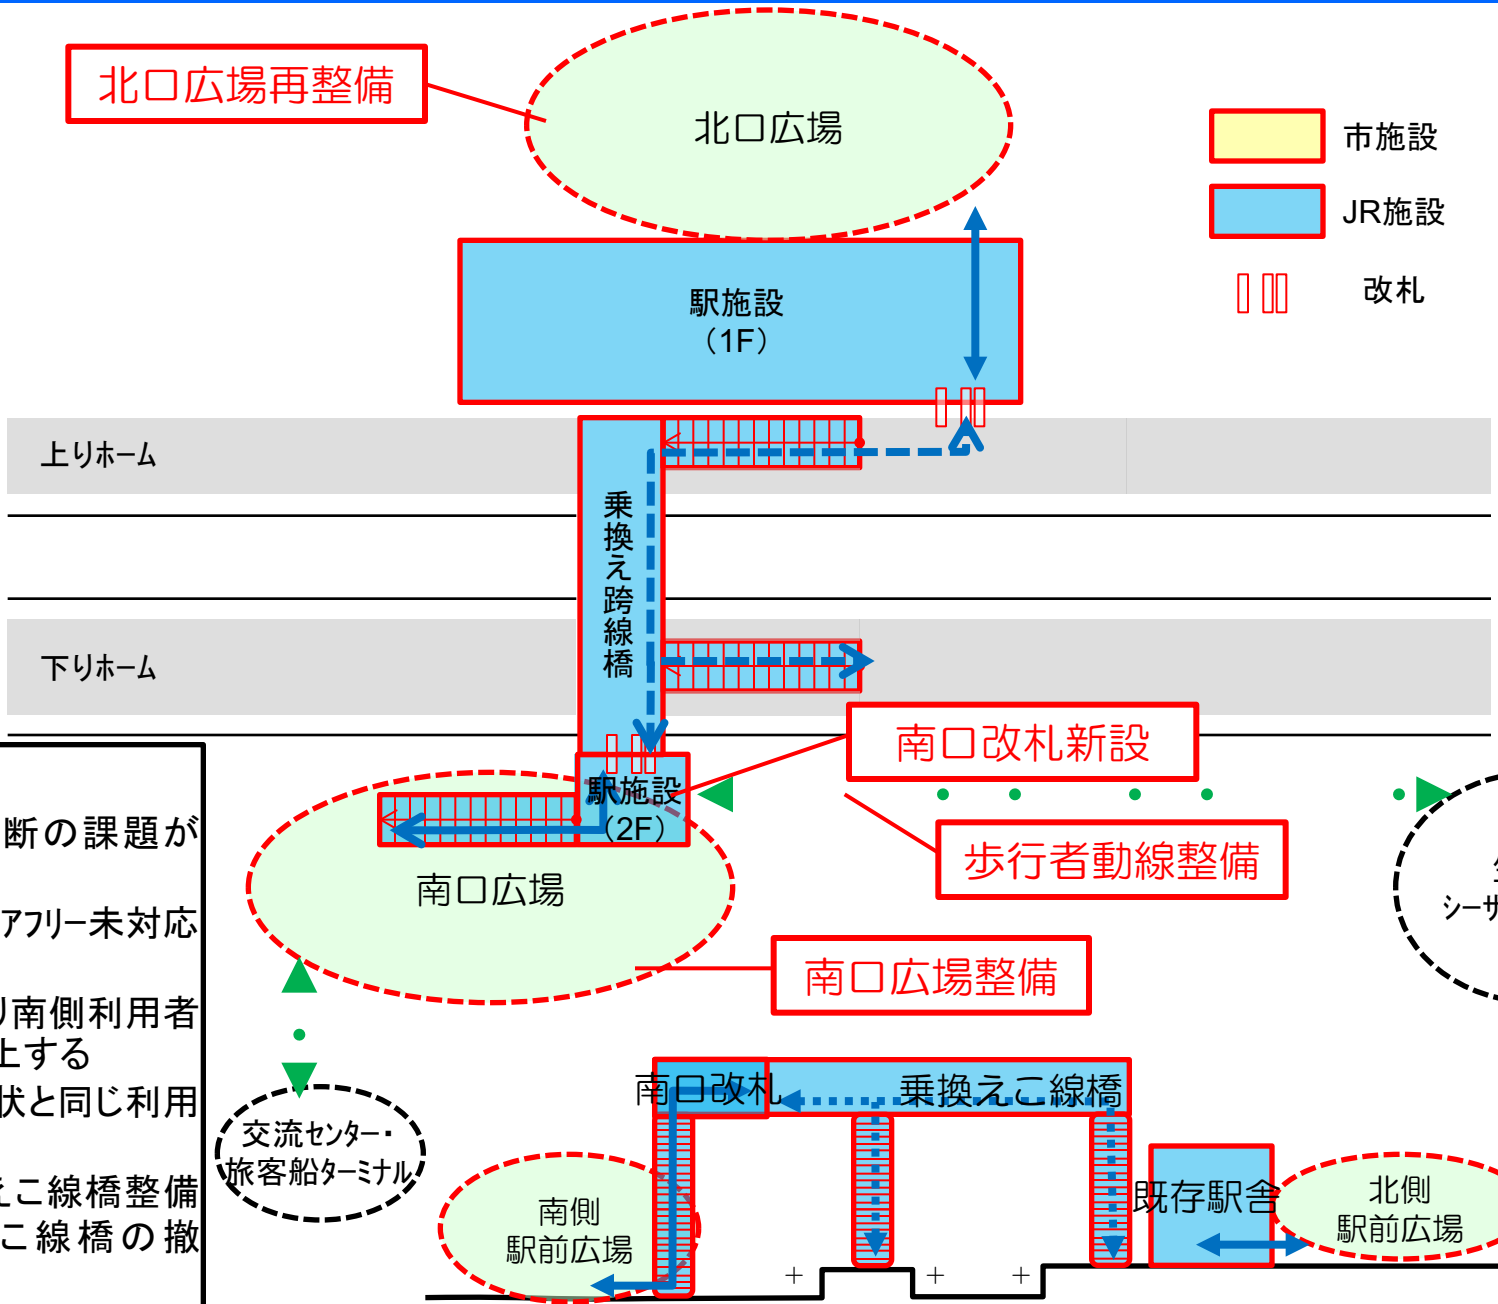 北口広場再整備
北口広場
市施設
JR施設
改札
駅施設
（1F）
上りホーム
乗換え跨線橋
下りホーム
南口改札新設
駅施設
（2F）
歩行者動線整備
南口広場
南口広場整備
シーサ
断の課題が
アフリー未対応
り南側利用者
上する
状と同じ利用
えこ線橋整備
こ線橋の撤
交流センター・
旅客船ターミナル
南口改札
乗換えこ線橋
南側
駅前広場
既存駅舎
北側
駅前広場